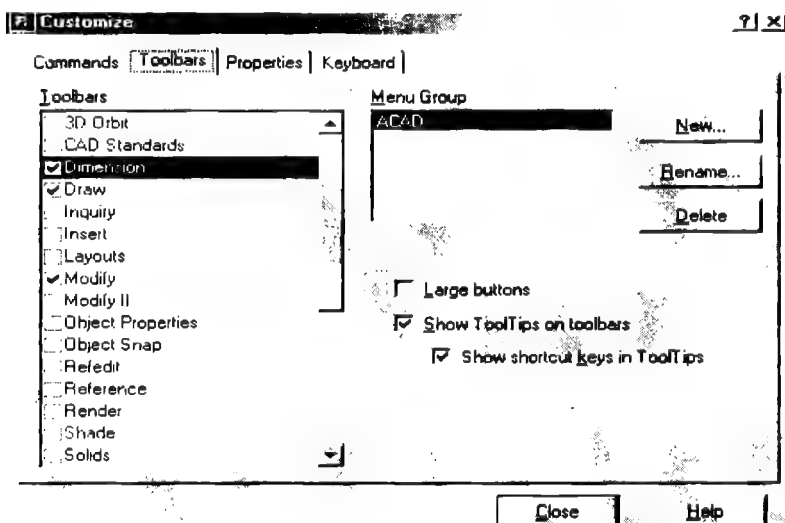 Customize
Commands Toolbars Properties Keyboard
Toolbars
3D Orbit
CAD Standards
Dimension
Draw
Inquiry
Insert
Layouts
Modify
Modify II
Object Properties
Object Snap
Refedit
Reference
Render
Shade
Solids
Menu Group
ACAD
New...
Rename...
Delete
Large buttons
Show ToolTips on toolbars
Show shortcut keys in ToolTips
Close Help